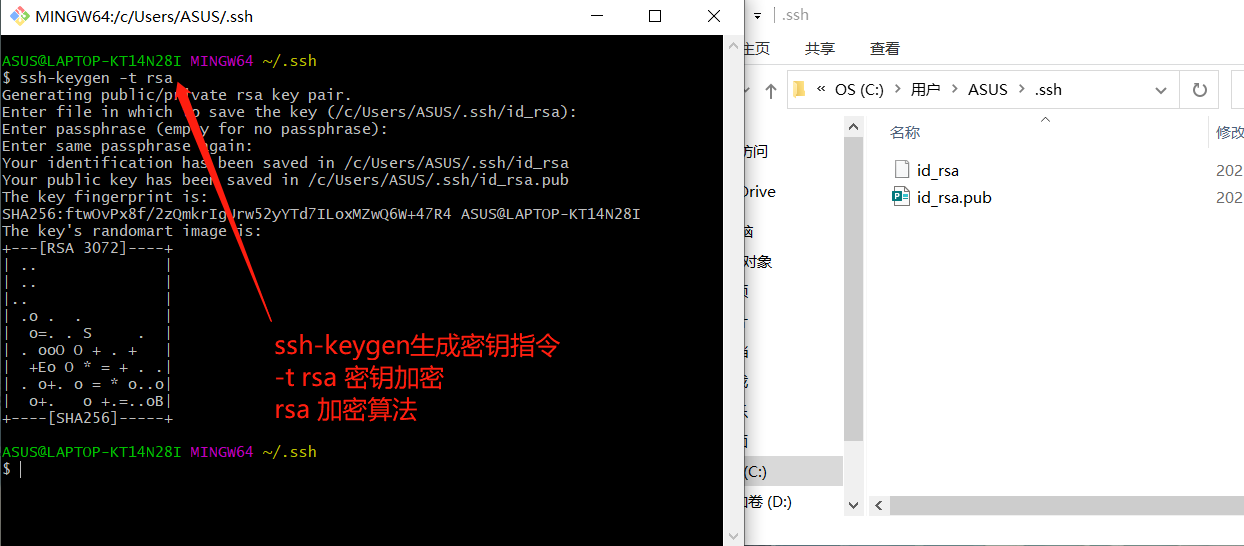 MINGW64:/c/Users/ASUS/.ssh
ASUS@LAPTOP-KT14N28I MINGW64 ~/.ssh
$ ssh-keygen -t rsa
Generating public/private rsa key pair.
Enter file in which to save the key (/c/Users/ASUS/.ssh/id_rsa):
Enter passphrase (empty for no passphrase):
Enter same passphrase again:
Your identification has been saved in /c/Users/ASUS/.ssh/id_rsa
Your public key has been saved in /c/Users/ASUS/.ssh/id_rsa.pub
The key fingerprint is:
SHA256:ftwOvPx8f/2zQmkrIgUrw52yYTd7ILoxMZwQ6W+47R4 ASUS@LAPTOP-KT14N28I
The key's randomart image is:
+---[RSA 3072]----+
| ..              |
| ..              |
|..               |
| .o .  .         |
|  o=. . S     .  |
| . ooO O + . +   |
|  +Eo O * = + . .|
| . o+. o = * o..o|
|  o+.   o +.=..oB|
+----[SHA256]-----+
ASUS@LAPTOP-KT14N28I MINGW64 ~/.ssh
$
ssh-keygen生成密钥指令
-t rsa 密钥加密
rsa 加密算法
.ssh
主页 共享 查看
« OS (C:) › 用户 › ASUS › .ssh
名称 修改
id_rsa 202
id_rsa.pub 202
访问
Drive
脑
对象
(C:)
加卷 (D:)